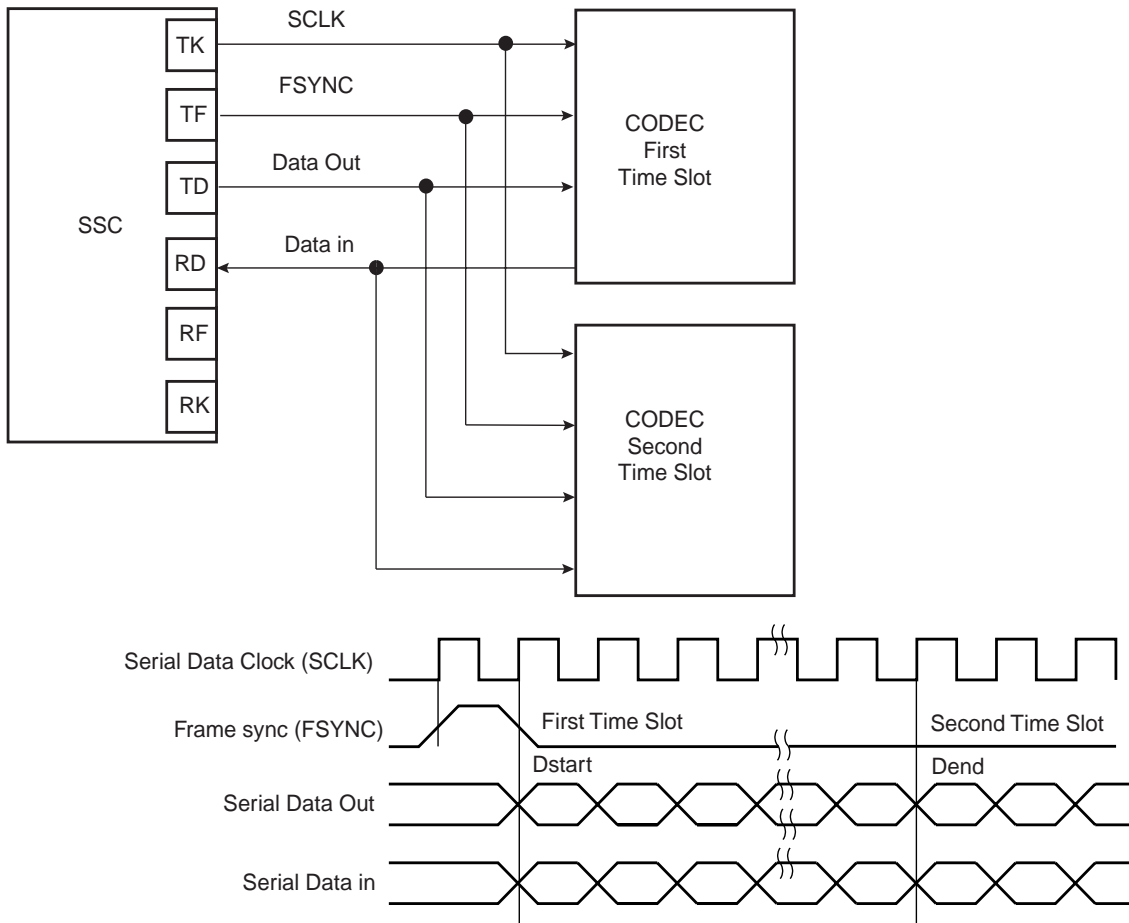 SSC
TK
TF
TD
RD
RF
RK
SCLK
FSYNC
Data Out
Data in
CODEC
First
Time Slot
CODEC
Second
Time Slot
Serial Data Clock (SCLK)
Frame sync (FSYNC)
First Time Slot
Second Time Slot
Dstart
Dend
Serial Data Out
Serial Data in